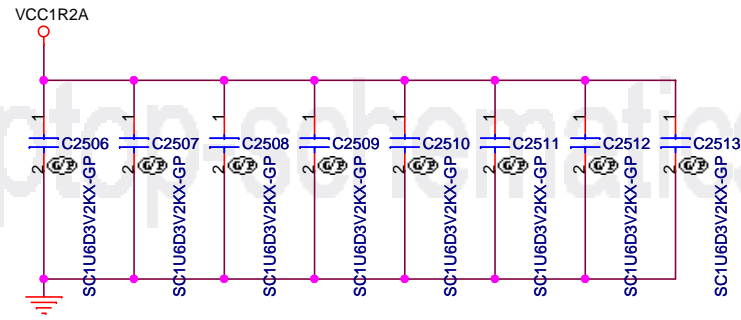 VCC1R2A
1 1 1 1 1 1 1 1
C2506 C2507 C2508 C2509 C2510 C2511 C2512 C2513
2 2 2 2 2 2 2 2
SC1U6D3V2KX-GP
SC1U6D3V2KX-GP
SC1U6D3V2KX-GP
SC1U6D3V2KX-GP
SC1U6D3V2KX-GP
SC1U6D3V2KX-GP
SC1U6D3V2KX-GP
SC1U6D3V2KX-GP
ptop-schematics